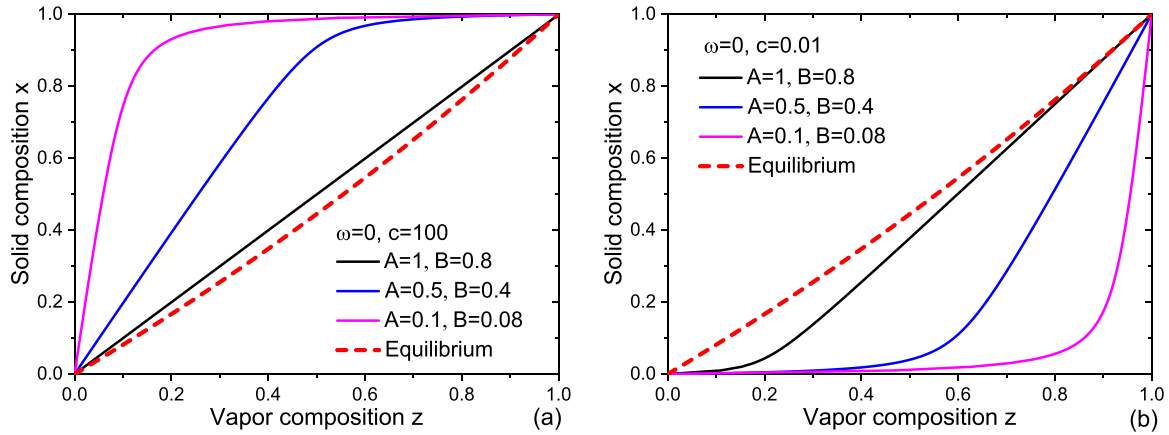 1.0
0.8
0.6
0.4
0.2
0.0
Solid composition x
ω=0, c=100
A=1, B=0.8
A=0.5, B=0.4
A=0.1, B=0.08
Equilibrium
0.0 0.2 0.4 0.6 0.8 1.0
Vapor composition z
(a)
1.0
0.8
0.6
0.4
0.2
0.0
Solid composition x
ω=0, c=0.01
A=1, B=0.8
A=0.5, B=0.4
A=0.1, B=0.08
Equilibrium
0.0 0.2 0.4 0.6 0.8 1.0
Vapor composition z
(b)